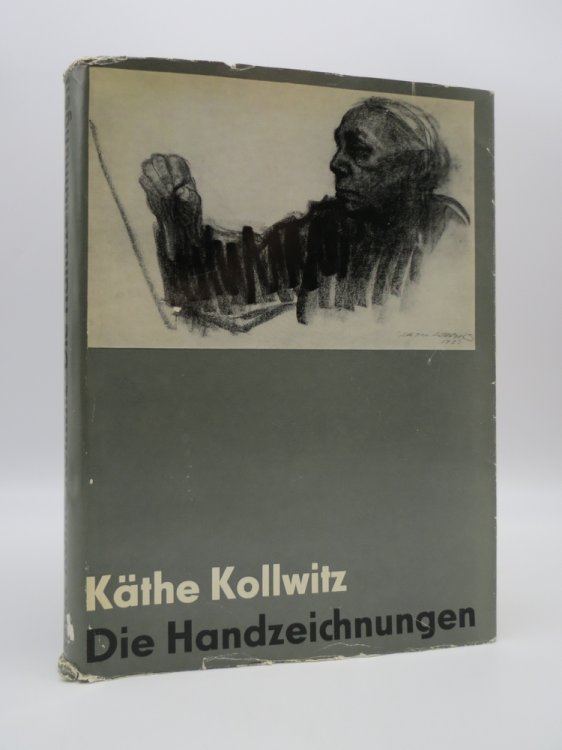 Käthe Kollwitz
Die Handzeichnungen